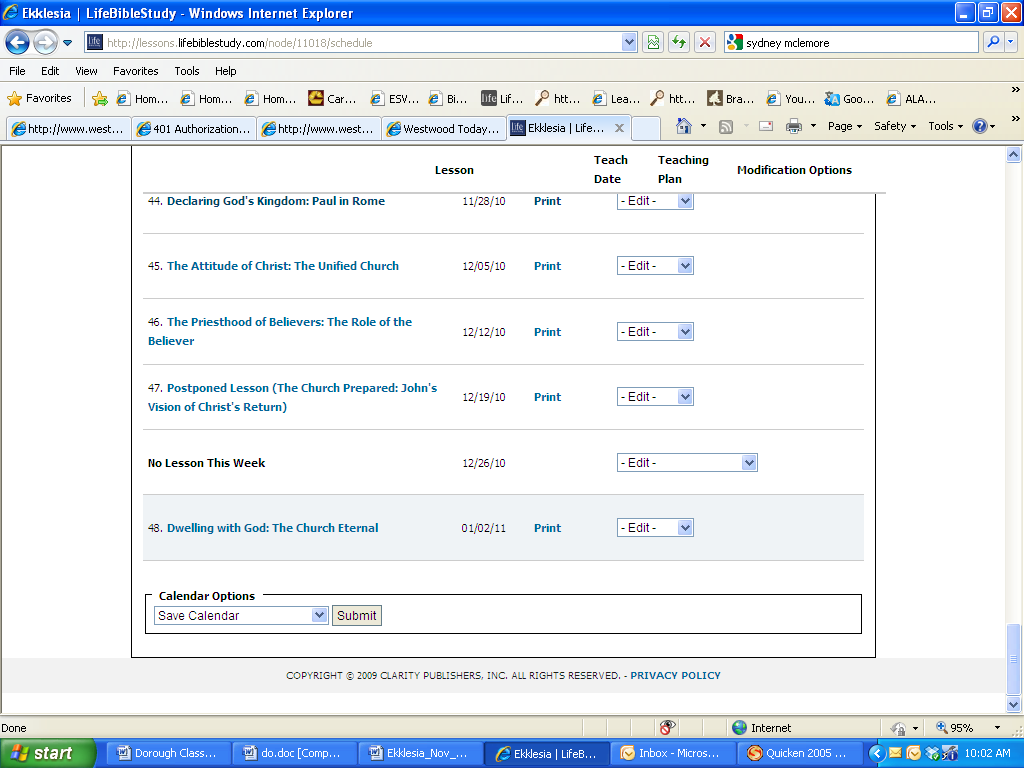 Ekklesia | LifeBibleStudy - Windows Internet Explorer
life http://lessons.lifebiblestudy.com/node/11018/schedule sydney mclemore
File Edit View Favorites Tools Help
Favorites Hom... Hom... Hom... Car... ESV... Bi... life Lif... htt... Lea... htt... Bra... You... Goo... ALA... »
http://www.west... 401 Authorization... http://www.west... Westwood Today... life Ekklesia | Life... Page Safety Tools »
Lesson Teach Date Teaching Plan Modification Options
44. Declaring God's Kingdom: Paul in Rome 11/28/10 Print - Edit -
45. The Attitude of Christ: The Unified Church 12/05/10 Print - Edit -
46. The Priesthood of Believers: The Role of the
Believer 12/12/10 Print - Edit -
47. Postponed Lesson (The Church Prepared: John's
Vision of Christ's Return) 12/19/10 Print - Edit -
No Lesson This Week 12/26/10 - Edit -
48. Dwelling with God: The Church Eternal 01/02/11 Print - Edit -
Calendar Options
Save Calendar Submit
COPYRIGHT © 2009 CLARITY PUBLISHERS, INC. ALL RIGHTS RESERVED. - PRIVACY POLICY
Done Internet 95%
start Dorough Class... do.doc [Comp... Ekklesia_Nov_... Ekklesia | LifeB... Inbox - Micros... Quicken 2005 ... 10:02 AM